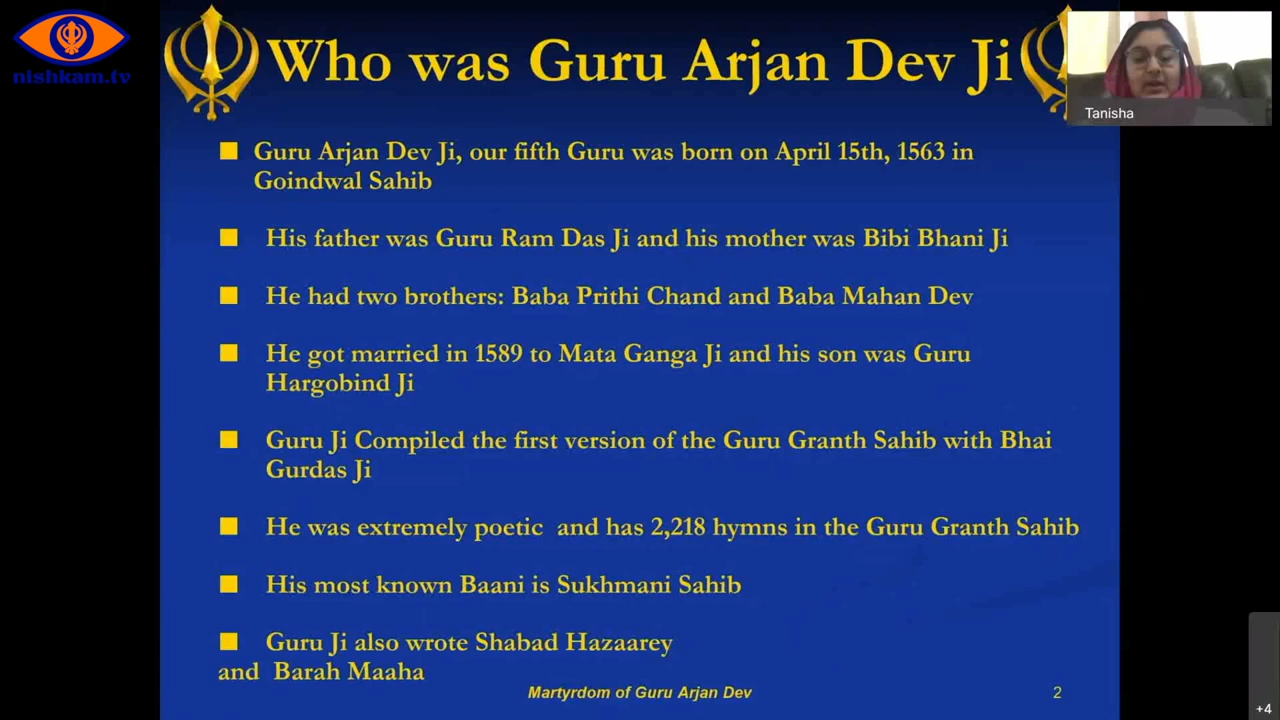 nishkam.tv
Who was Guru Arjan Dev Ji
Tanisha
■ Guru Arjan Dev Ji, our fifth Guru was born on April 15th, 1563 in
Goindwal Sahib
■ His father was Guru Ram Das Ji and his mother was Bibi Bhani Ji
■ He had two brothers: Baba Prithi Chand and Baba Mahan Dev
■ He got married in 1589 to Mata Ganga Ji and his son was Guru
Hargobind Ji
■ Guru Ji Compiled the first version of the Guru Granth Sahib with Bhai
Gurdas Ji
■ He was extremely poetic and has 2,218 hymns in the Guru Granth Sahib
■ His most known Baani is Sukhmani Sahib
■ Guru Ji also wrote Shabad Hazaarey
and Barah Maaha
Martyrdom of Guru Arjan Dev
2
+4